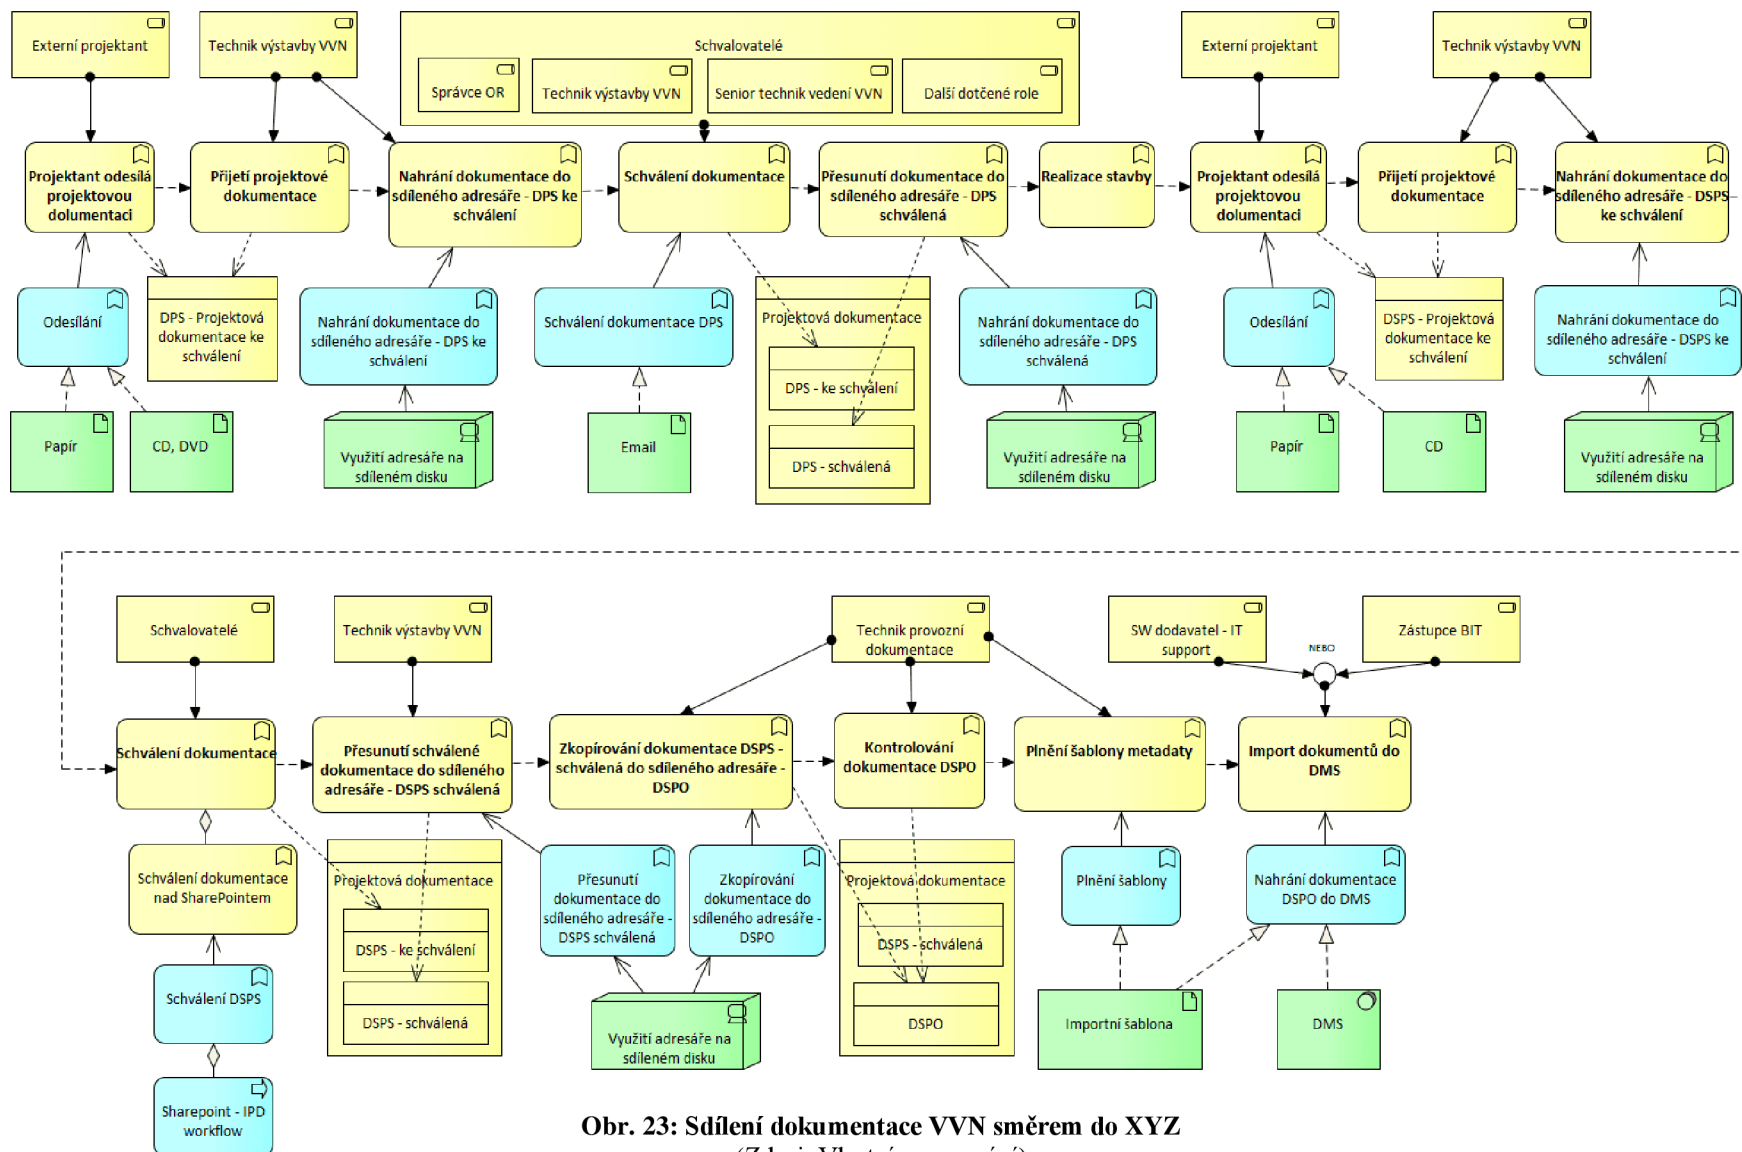 Externí projektant
Technik výstavby VVN
Schvalovatelé
Správce OR
Technik výstavby VVN
Senior technik vedení VVN
Další dotčené role
Externí projektant
Technik výstavby VVN
Projektant odesílá
projektovou
dolumentaci
Přijetí projektové
dokumentace
Nahrání dokumentace do
sdíleného adresáře - DPS ke
schválení
Schválení dokumentace
Přesunutí dokumentace do
sdíleného adresáře - DPS
schválená
Realizace stavby
Projektant odesílá
projektovou
dolumentaci
Přijetí projektové
dokumentace
Nahrání dokumentace do
sdíleného adresáře - DSPS
ke schválení
Odesílání
DPS - Projektová
dokumentace ke
schválení
Nahrání dokumentace do
sdíleného adresáře - DPS ke
schválení
Schválení dokumentace DPS
Projektová dokumentace
DPS - ke schválení
DPS - schválená
Nahrání dokumentace do
sdíleného adresáře - DPS
schválená
Odesílání
DSPS - Projektová
dokumentace ke
schválení
Nahrání dokumentace do
sdíleného adresáře - DSPS ke
schválení
Papír
CD, DVD
Využití adresáře na
sdíleném disku
Email
Využití adresáře na
sdíleném disku
Papír
CD
Využití adresáře na
sdíleném disku
Schvalovatelé
Technik výstavby VVN
Technik provozní
dokumentace
SW dodavatel - IT
support
NEBO
Zástupce BIT
Schválení dokumentace
Přesunutí schválené
dokumentace do sdíleného
adresáře - DSPS schválená
Zkopírování dokumentace DSPS -
schválená do sdíleného adresáře -
DSPO
Kontrolování
dokumentace DSPO
Plnění šablony metadaty
Import dokumentů do
DMS
Schválení dokumentace
nad SharePointem
Projektová dokumentace
DSPS - ke schválení
DSPS - schválená
Přesunutí
dokumentace do
sdíleného adresáře -
DSPS schválená
Zkopírování
dokumentace do
sdíleného adresáře -
DSPO
Projektová dokumentace
DSPS - schválená
DSPO
Plnění šablony
Nahrání dokumentace
DSPO do DMS
Schválení DSPS
Využití adresáře na
sdíleném disku
Importní šablona
DMS
Sharepoint - IPD
workflow
Obr. 23: Sdílení dokumentace VVN směrem do XYZ